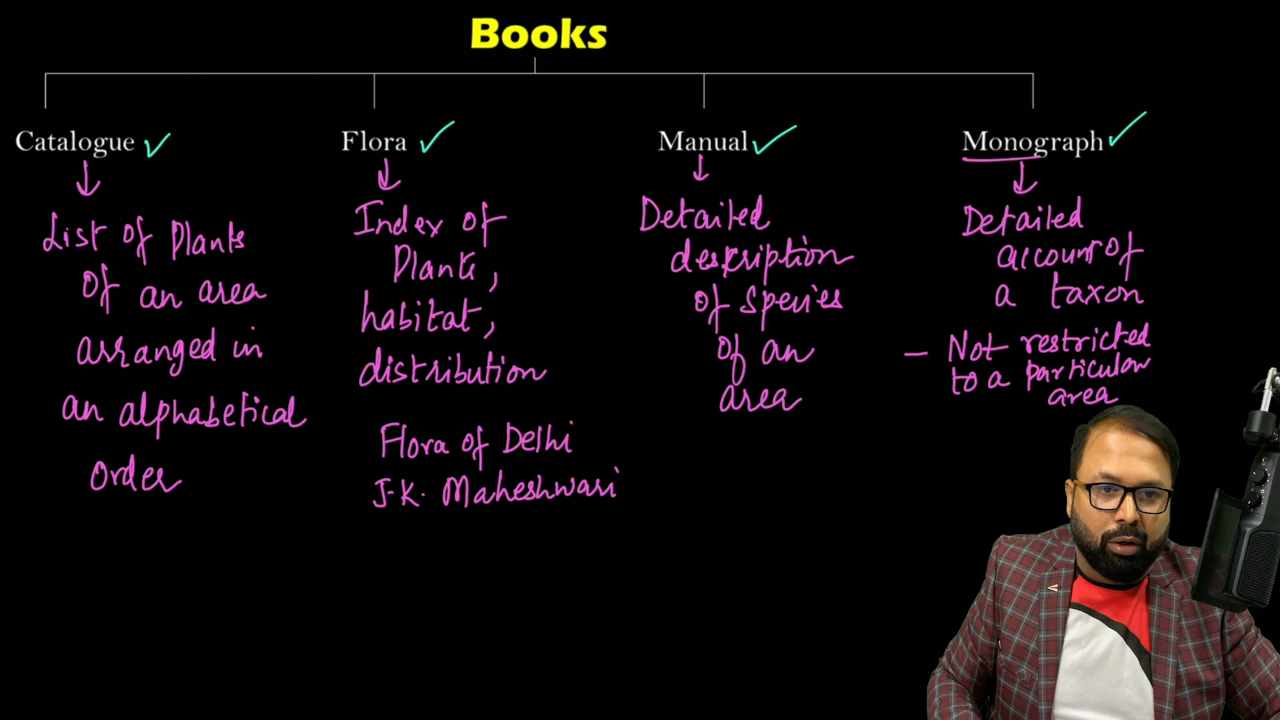 Books
Catalogue
List of Plants
of an area
arranged in
an alphabetical
order
Flora
Index of
Plants,
habitat,
distribution
Flora of Delhi
J.K. Maheshwari
Manual
Detailed
description
of species
of an
area
Monograph
Detailed
account of
a taxon
- Not restricted
to a particular
area